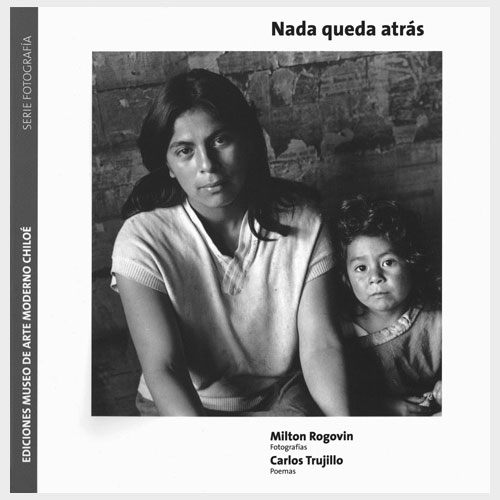 Nada queda atrás
SERIE FOTOGRAFÍA
EDICIONES MUSEO DE ARTE MODERNO CHILOÉ
Milton Rogovin
Fotografías
Carlos Trujillo
Poemas